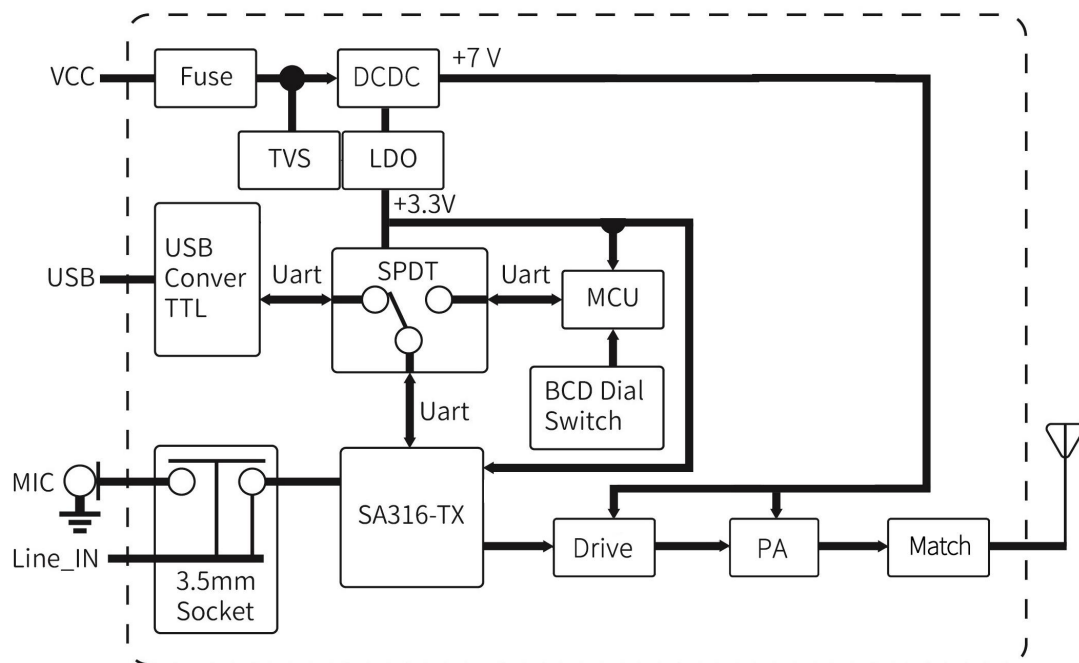 VCC
Fuse
DCDC
+7 V
TVS
LDO
+3.3V
USB
USB
Conver
TTL
Uart
SPDT
Uart
MCU
BCD Dial
Switch
Uart
MIC
Line_IN
3.5mm
Socket
SA316-TX
Drive
PA
Match